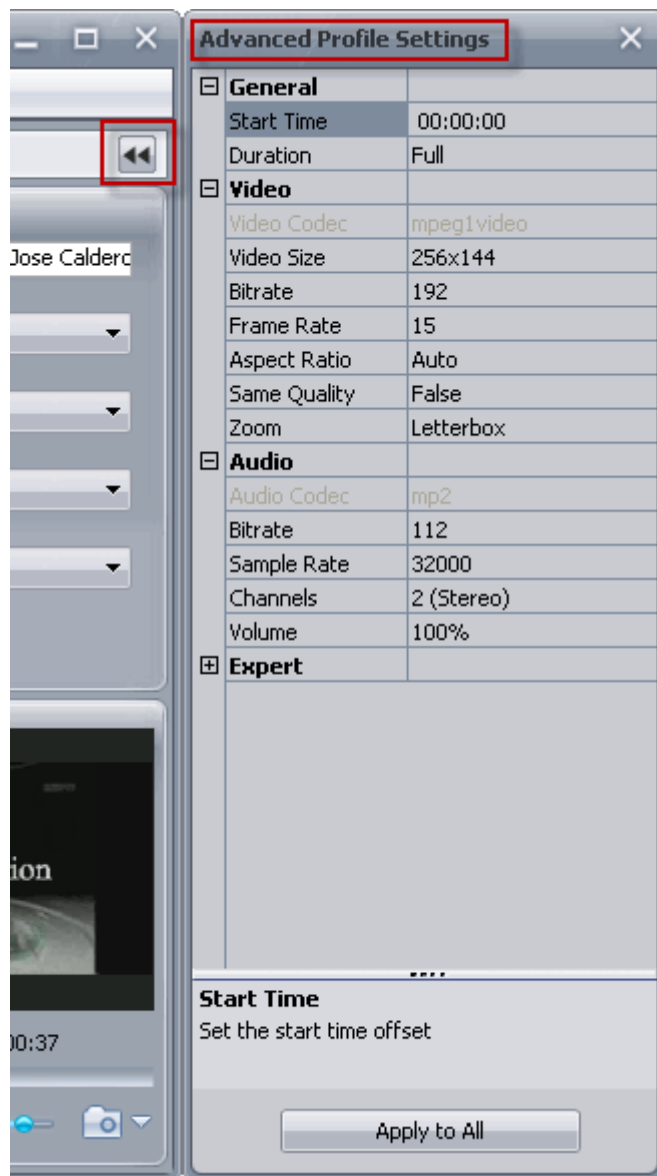 Advanced Profile Settings
General
Start Time 00:00:00
Duration Full
Video
Video Codec mpeg1video
Video Size 256x144
Bitrate 192
Frame Rate 15
Aspect Ratio Auto
Same Quality False
Zoom Letterbox
Audio
Audio Codec mp2
Bitrate 112
Sample Rate 32000
Channels 2 (Stereo)
Volume 100%
Expert
Start Time
Set the start time offset
Apply to All
Jose Calderc
ion
00:37